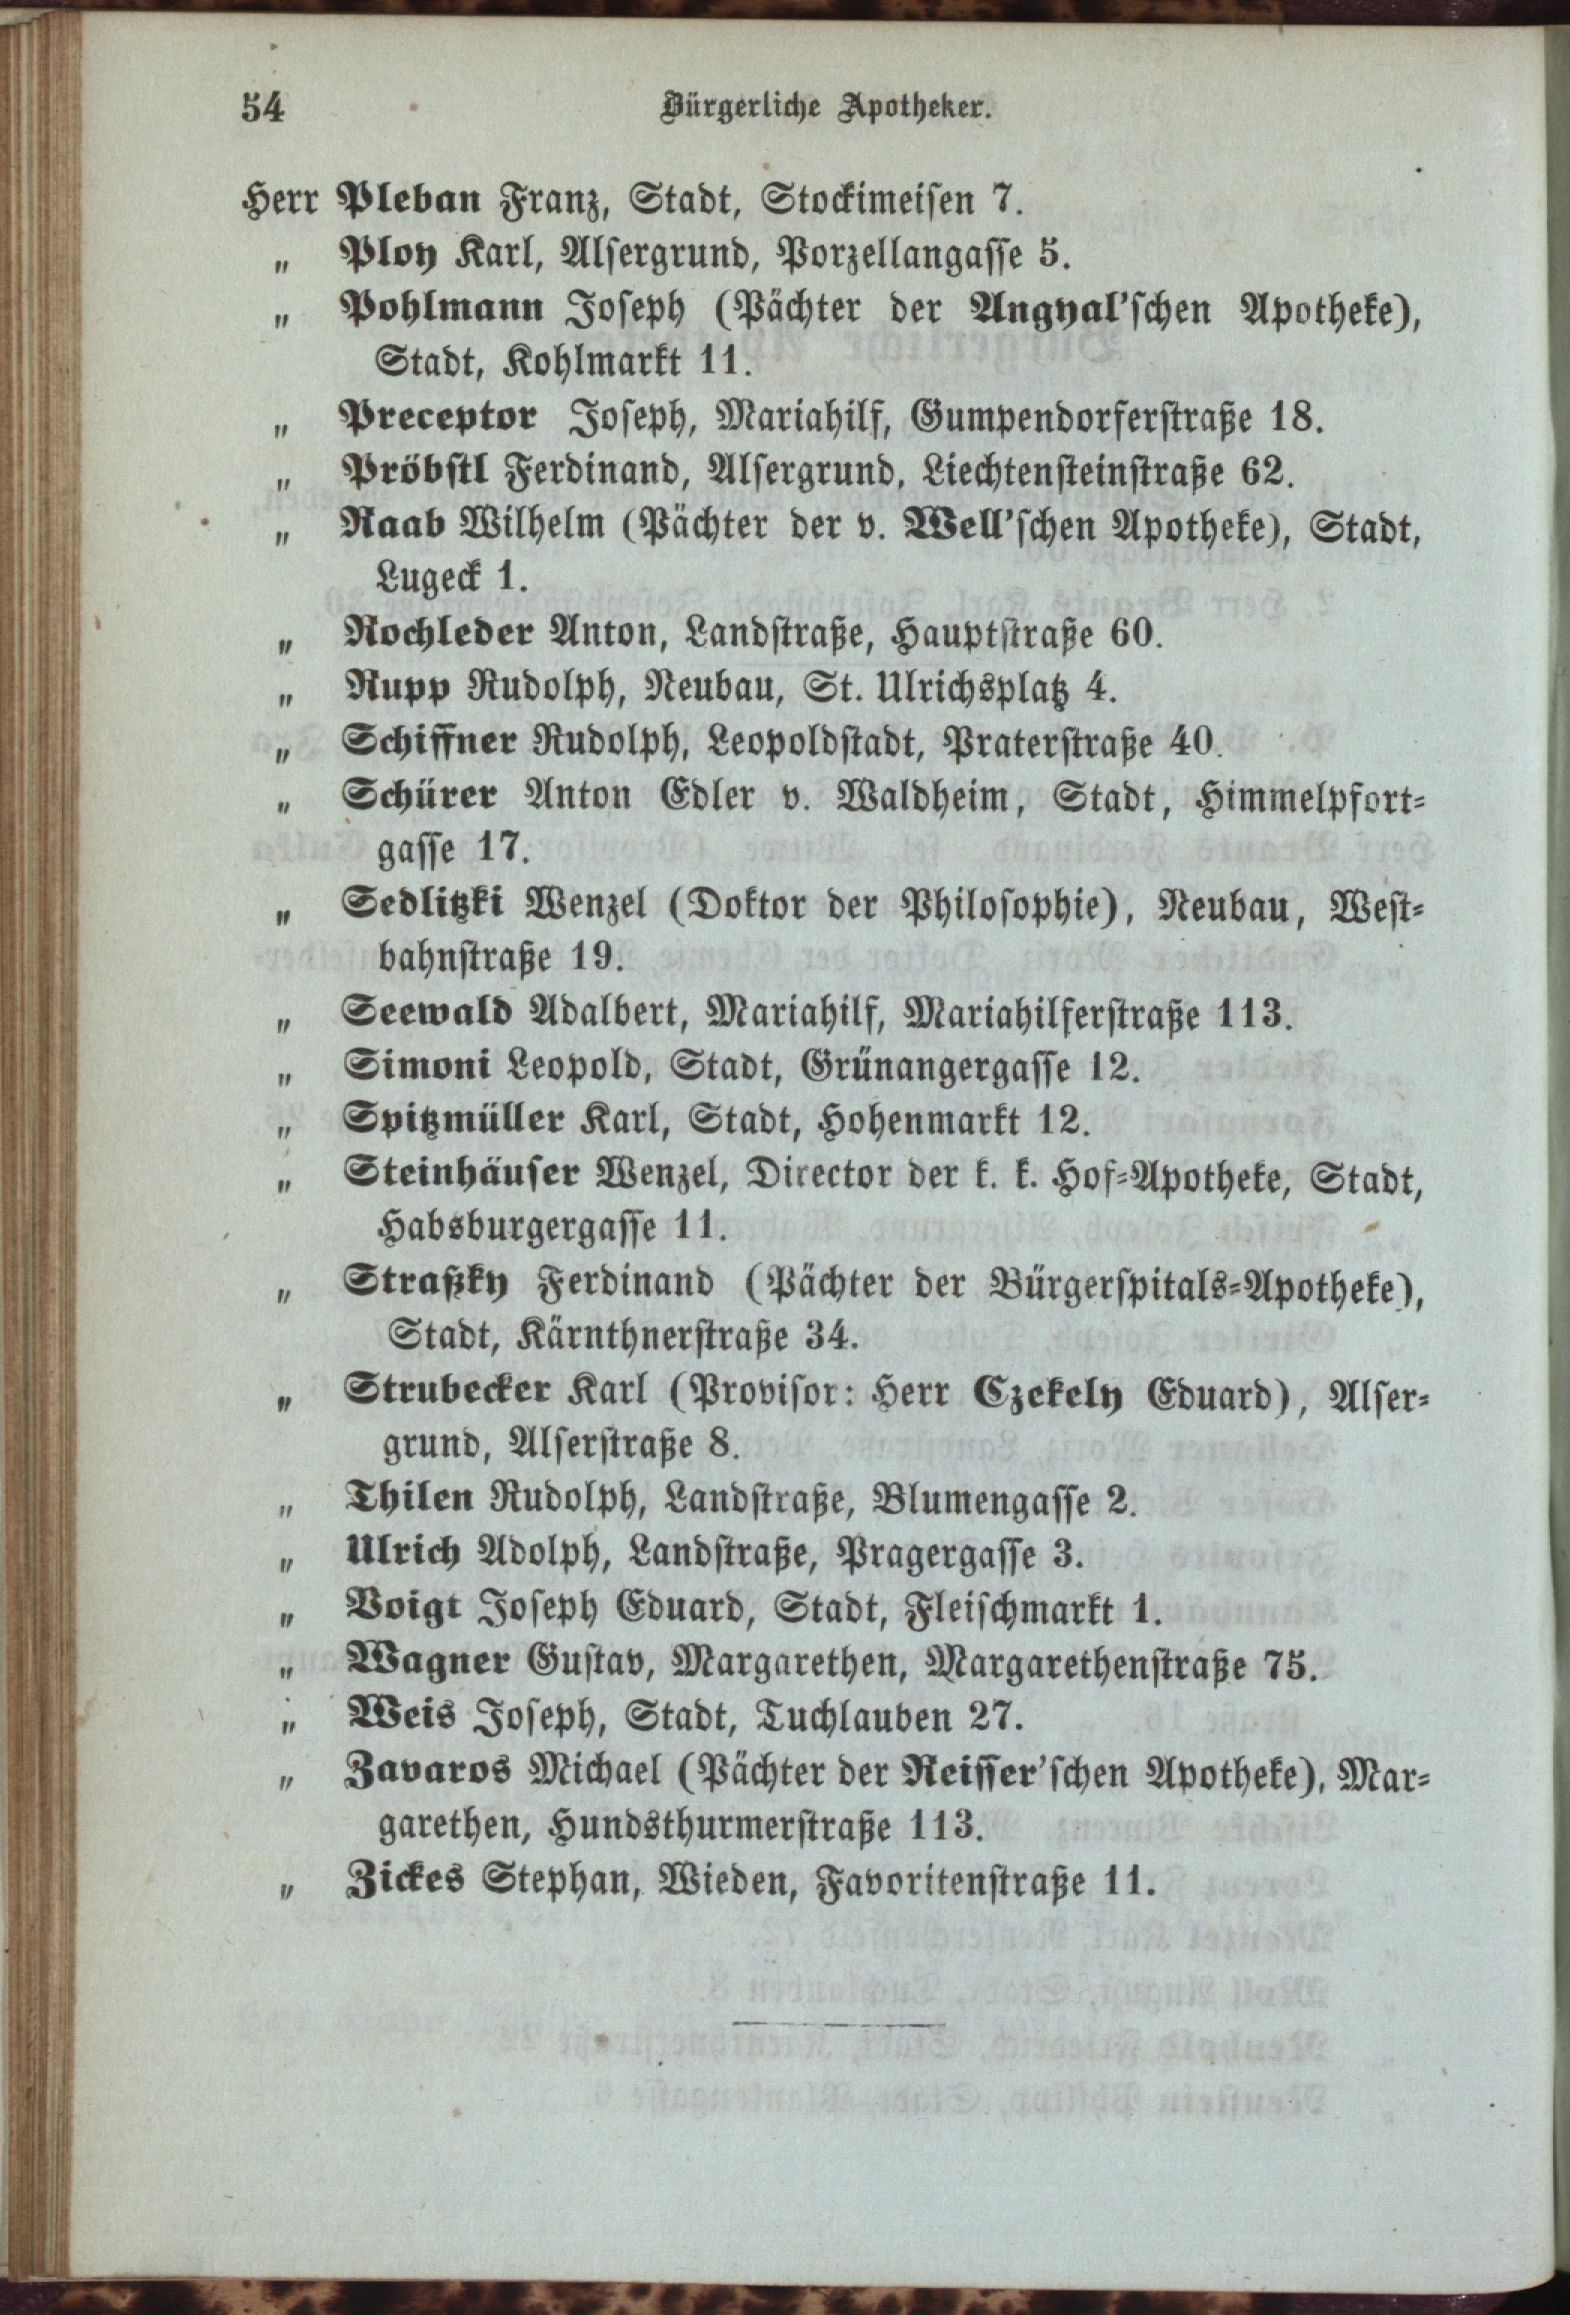 54 Bürgerliche Apotheker.
Herr Pleban Franz, Stadt, Stockimeisen 7.
„ Ploy Karl, Alsergrund, Porzellangasse 5.
„ Pohlmann Joseph (Pächter der Angyal'schen Apotheke),
Stadt, Kohlmarkt 11.
„ Preceptor Joseph, Mariahilf, Gumpendorferstraße 18.
„ Pröbstl Ferdinand, Alsergrund, Liechtensteinstraße 62.
„ Raab Wilhelm (Pächter der v. Well'schen Apotheke), Stadt,
Lugeck 1.
„ Rochleder Anton, Landstraße, Hauptstraße 60.
„ Rupp Rudolph, Neubau, St. Ulrichsplatz 4.
„ Schiffner Rudolph, Leopoldstadt, Praterstraße 40.
„ Schürer Anton Edler v. Waldheim, Stadt, Himmelpfort-
gasse 17.
„ Sedlitzki Wenzel (Doktor der Philosophie), Neubau, West-
bahnstraße 19.
„ Seewald Adalbert, Mariahilf, Mariahilferstraße 113.
„ Simoni Leopold, Stadt, Grünangergasse 12.
„ Spitzmüller Karl, Stadt, Hohenmarkt 12.
„ Steinhäuser Wenzel, Director der k. k. Hof-Apotheke, Stadt,
Habsburgergasse 11.
„ Straßky Ferdinand (Pächter der Bürgerspitals-Apotheke),
Stadt, Kärnthnerstraße 34.
„ Strubecker Karl (Provisor: Herr Czekely Eduard), Alser-
grund, Alserstraße 8.
„ Thilen Rudolph, Landstraße, Blumengasse 2.
„ Ulrich Adolph, Landstraße, Pragergasse 3.
„ Voigt Joseph Eduard, Stadt, Fleischmarkt 1.
„ Wagner Gustav, Margarethen, Margarethenstraße 75.
„ Weis Joseph, Stadt, Tuchlauben 27.
„ Zavaros Michael (Pächter der Reisser'schen Apotheke), Mar-
garethen, Hundsthurmerstraße 113.
„ Zickes Stephan, Wieden, Favoritenstraße 11.